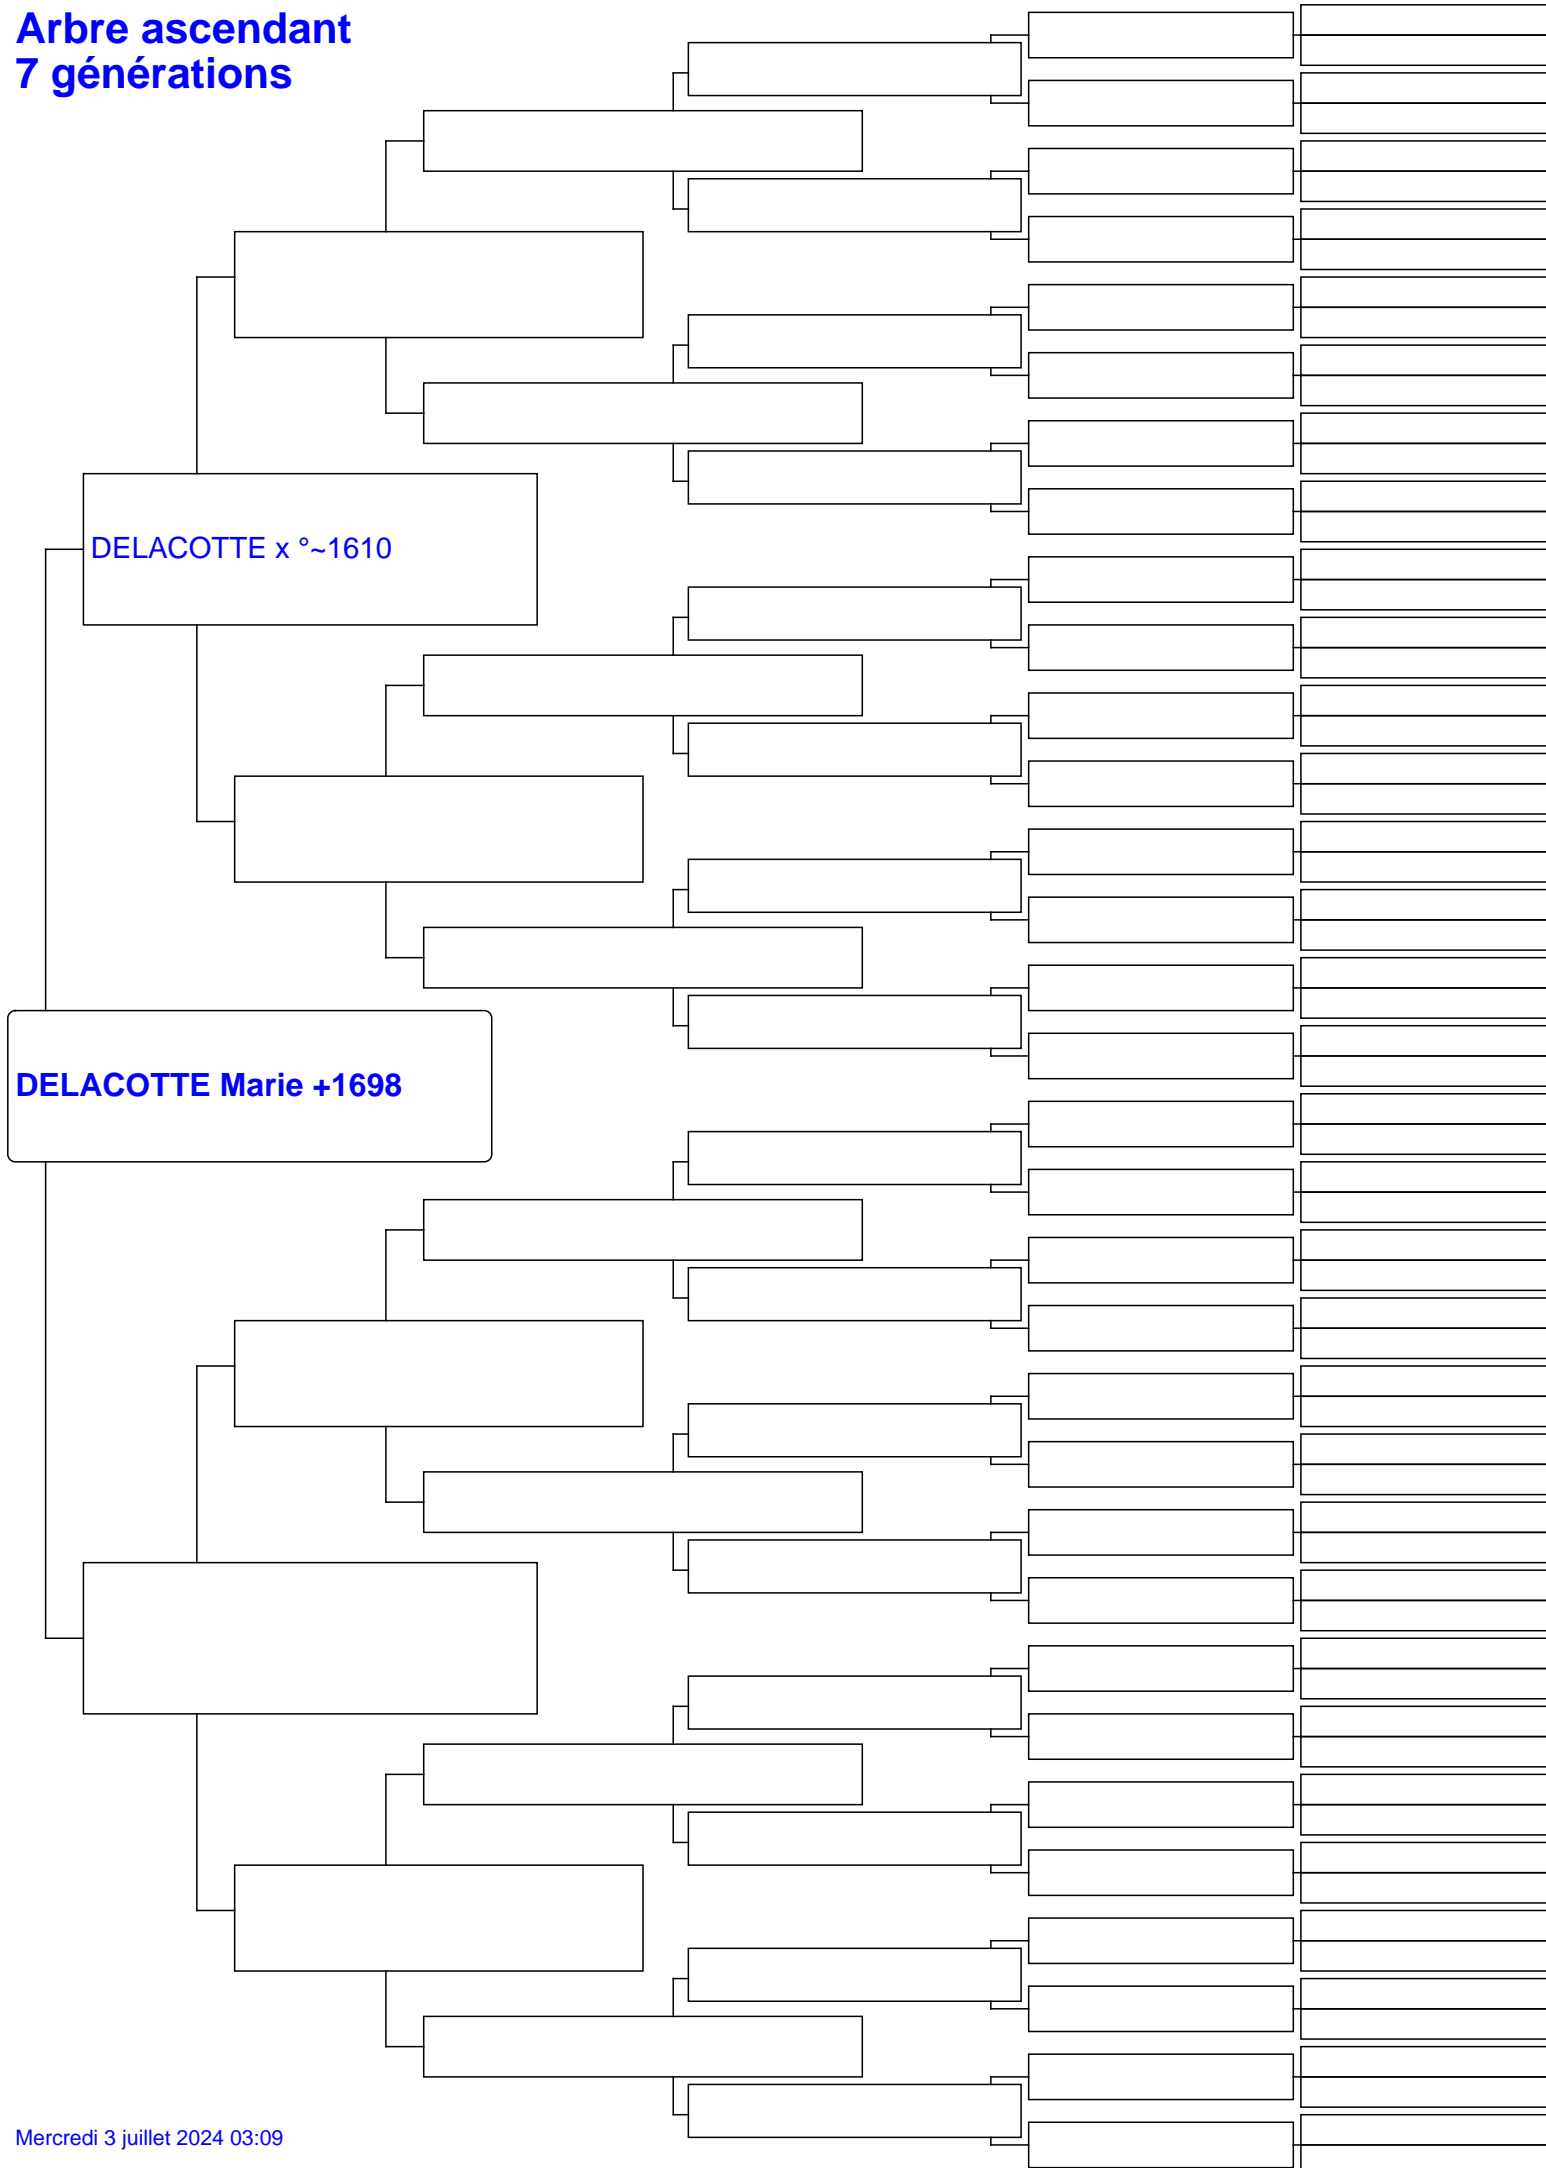 Arbre ascendant
7 générations
DELACOTTE x °~1610
DELACOTTE Marie +1698
Mercredi 3 juillet 2024 03:09